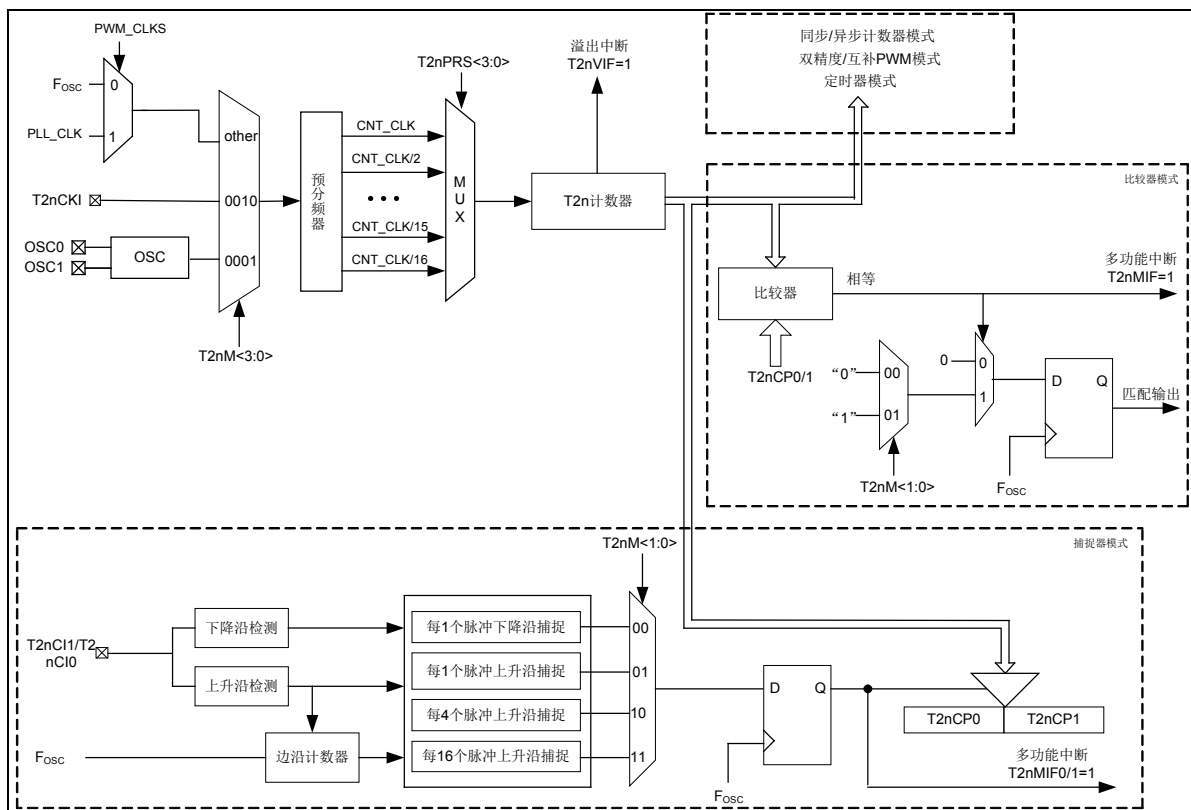 PWM_CLKS
FOSC
0
PLL_CLK
1
T2nCKI
OSC0
OSC1
OSC
other
0010
0001
T2nM<3:0>
预分频器
CNT_CLK
CNT_CLK/2
CNT_CLK/15
CNT_CLK/16
T2nPRS<3:0>
MUX
溢出中断
T2nVIF=1
T2n计数器
同步/异步计数器模式
双精度/互补PWM模式
定时器模式
比较器模式
比较器
相等
多功能中断
T2nMIF=1
T2nCP0/1
“0”
00
“1”
01
T2nM<1:0>
0
0
1
D
Q
FOSC
匹配输出
捕捉器模式
T2nM<1:0>
T2nCI1/T2
nCI0
下降沿检测
上升沿检测
FOSC
边沿计数器
每1个脉冲下降沿捕捉
每1个脉冲上升沿捕捉
每4个脉冲上升沿捕捉
每16个脉冲上升沿捕捉
00
01
10
11
D
Q
FOSC
T2nCP0
T2nCP1
多功能中断
T2nMIF0/1=1